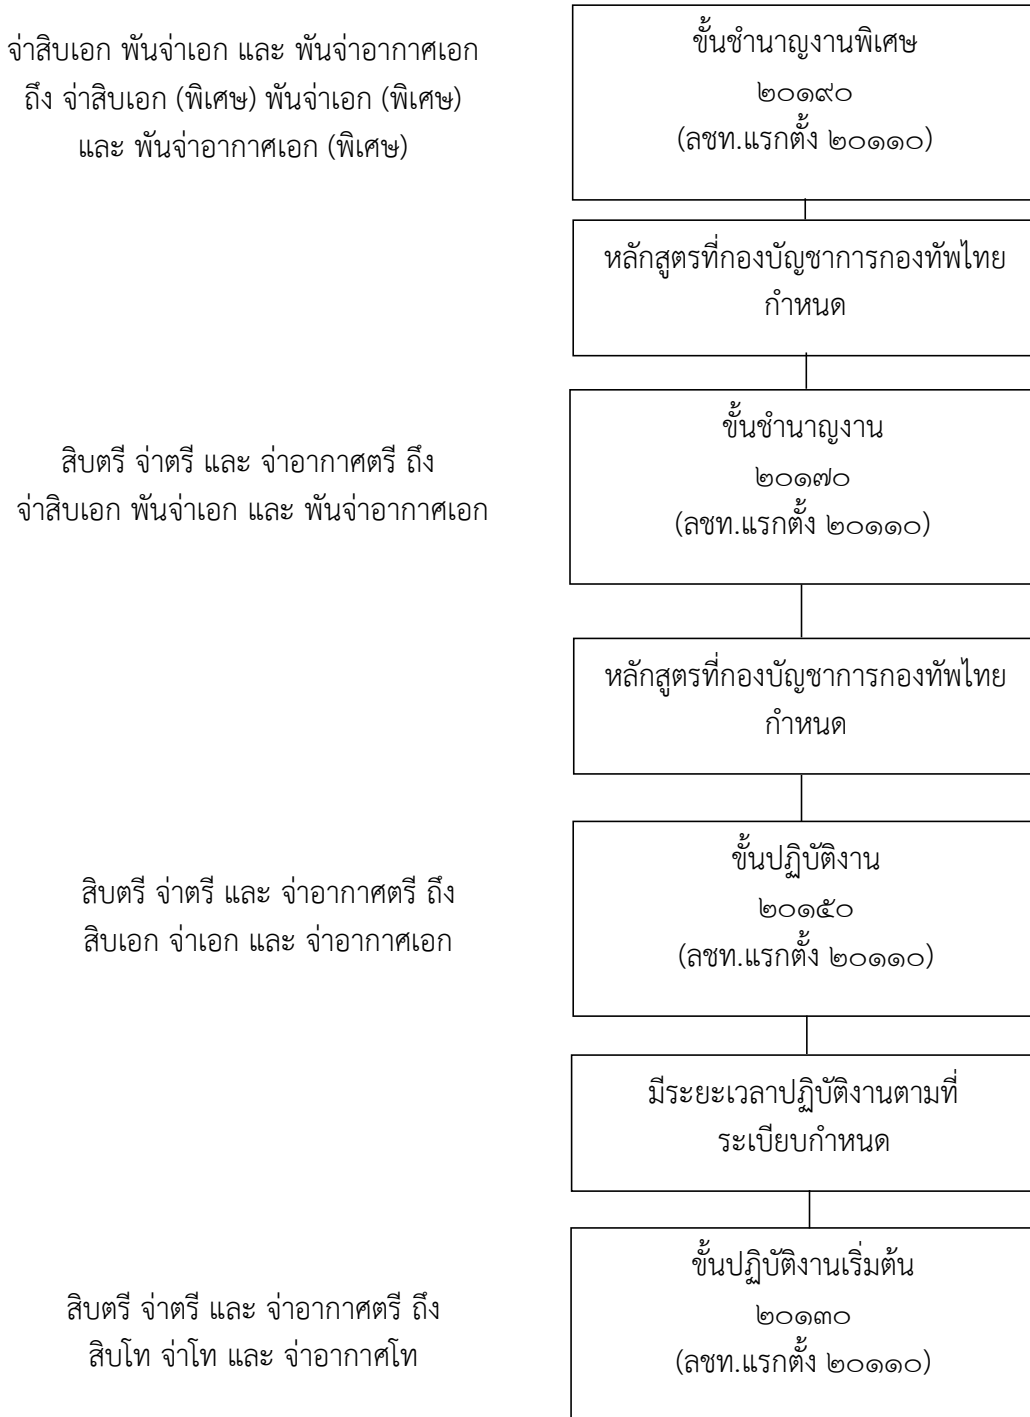 จ่าสิบเอก พันจ่าเอก และ พันจ่าอากาศเอก
ถึง จ่าสิบเอก (พิเศษ) พันจ่าเอก (พิเศษ)
และ พันจ่าอากาศเอก (พิเศษ)
ขั้นชำนาญงานพิเศษ
๒๐๑๙๐
(ลชท.แรกตั้ง ๒๐๑๑๐)
หลักสูตรที่กองบัญชาการกองทัพไทย
กำหนด
สิบตรี จ่าตรี และ จ่าอากาศตรี ถึง
จ่าสิบเอก พันจ่าเอก และ พันจ่าอากาศเอก
ขั้นชำนาญงาน
๒๐๑๗๐
(ลชท.แรกตั้ง ๒๐๑๑๐)
หลักสูตรที่กองบัญชาการกองทัพไทย
กำหนด
สิบตรี จ่าตรี และ จ่าอากาศตรี ถึง
สิบเอก จ่าเอก และ จ่าอากาศเอก
ขั้นปฏิบัติงาน
๒๐๑๕๐
(ลชท.แรกตั้ง ๒๐๑๑๐)
มีระยะเวลาปฏิบัติงานตามที่
ระเบียบกำหนด
สิบตรี จ่าตรี และ จ่าอากาศตรี ถึง
สิบโท จ่าโท และ จ่าอากาศโท
ขั้นปฏิบัติงานเริ่มต้น
๒๐๑๓๐
(ลชท.แรกตั้ง ๒๐๑๑๐)